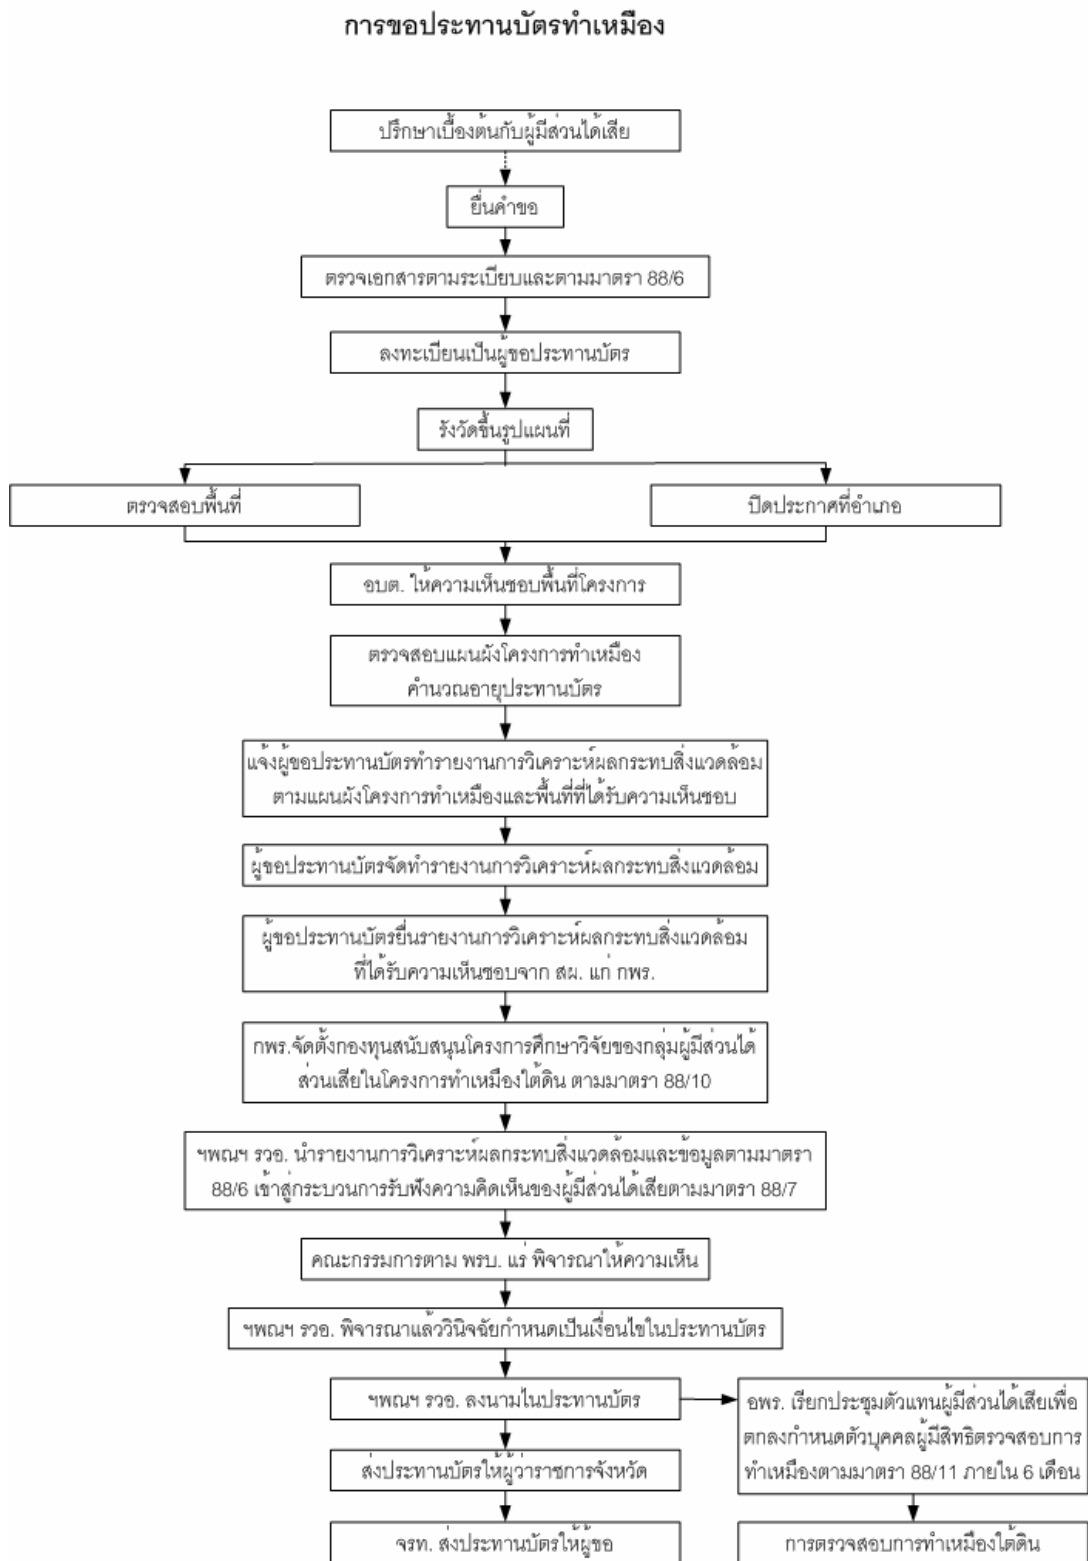 การขอประทานบัตรทำเหมือง
ปรึกษาเบื้องต้นกับผู้มีส่วนได้เสีย
ยื่นคำขอ
ตรวจเอกสารตามระเบียบและตามมาตรา 88/6
ลงทะเบียนเป็นผู้ขอประทานบัตร
รังวัดขึ้นรูปแผนที่
ตรวจสอบพื้นที่
ปิดประกาศที่อำเภอ
อบต. ให้ความเห็นชอบพื้นที่โครงการ
ตรวจสอบแผนผังโครงการทำเหมือง
คำนวณอายุประทานบัตร
แจ้งผู้ขอประทานบัตรทำรายงานการวิเคราะห์ผลกระทบสิ่งแวดล้อม
ตามแผนผังโครงการทำเหมืองและพื้นที่ที่ได้รับความเห็นชอบ
ผู้ขอประทานบัตรจัดทำรายงานการวิเคราะห์ผลกระทบสิ่งแวดล้อม
ผู้ขอประทานบัตรยื่นรายงานการวิเคราะห์ผลกระทบสิ่งแวดล้อม
ที่ได้รับความเห็นชอบจาก สผ. แก่ กพร.
กพร.จัดตั้งกองทุนสนับสนุนโครงการศึกษาวิจัยของกลุ่มผู้มีส่วนได้
ส่วนเสียในโครงการทำเหมืองใต้ดิน ตามมาตรา 88/10
ฯพณฯ รวอ. นำรายงานการวิเคราะห์ผลกระทบสิ่งแวดล้อมและข้อมูลตามมาตรา
88/6 เข้าสู่กระบวนการรับฟังความคิดเห็นของผู้มีส่วนได้เสียตามมาตรา 88/7
คณะกรรมการตาม พรบ. แร่ พิจารณาให้ความเห็น
ฯพณฯ รวอ. พิจารณาแล้ววินิจฉัยกำหนดเป็นเงื่อนไขในประทานบัตร
ฯพณฯ รวอ. ลงนามในประทานบัตร
อพร. เรียกประชุมตัวแทนผู้มีส่วนได้เสียเพื่อ
ตกลงกำหนดตัวบุคคลผู้มีสิทธิตรวจสอบการ
ทำเหมืองตามมาตรา 88/11 ภายใน 6 เดือน
ส่งประทานบัตรให้ผู้ว่าราชการจังหวัด
จรท. ส่งประทานบัตรให้ผู้ขอ
การตรวจสอบการทำเหมืองใต้ดิน